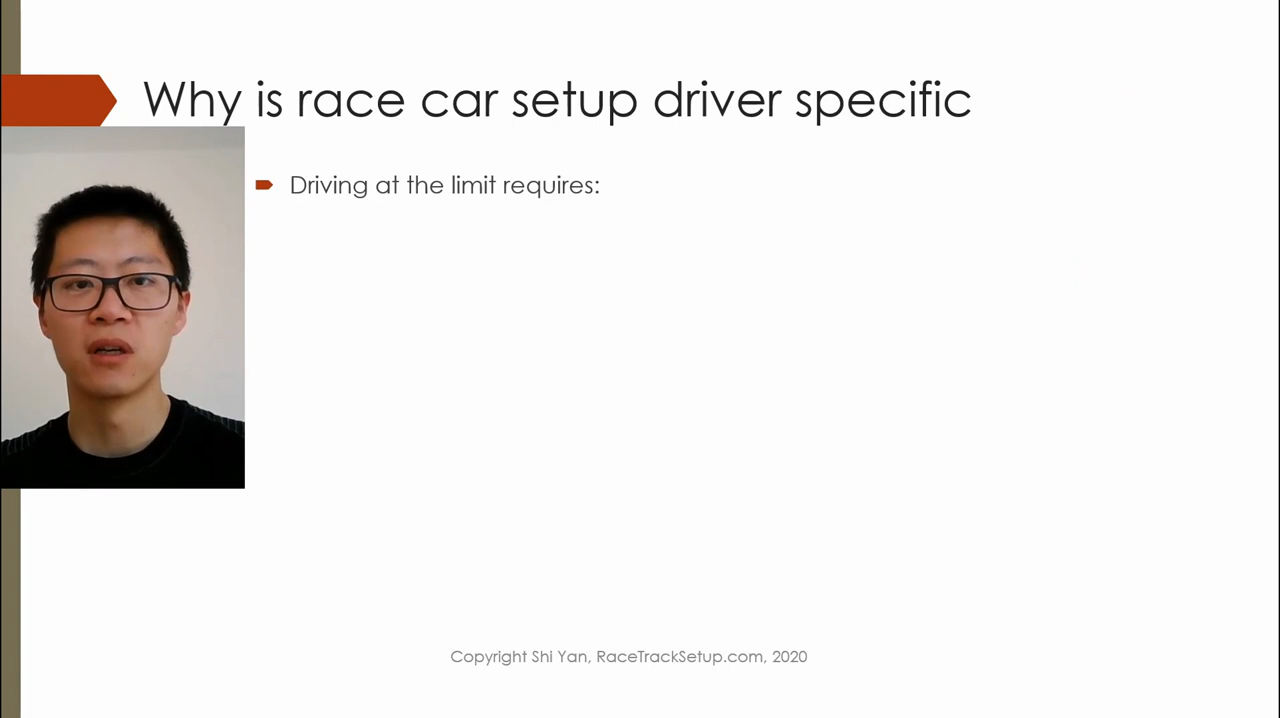 Why is race car setup driver specific
Driving at the limit requires:
Copyright Shi Yan, RaceTrackSetup.com, 2020